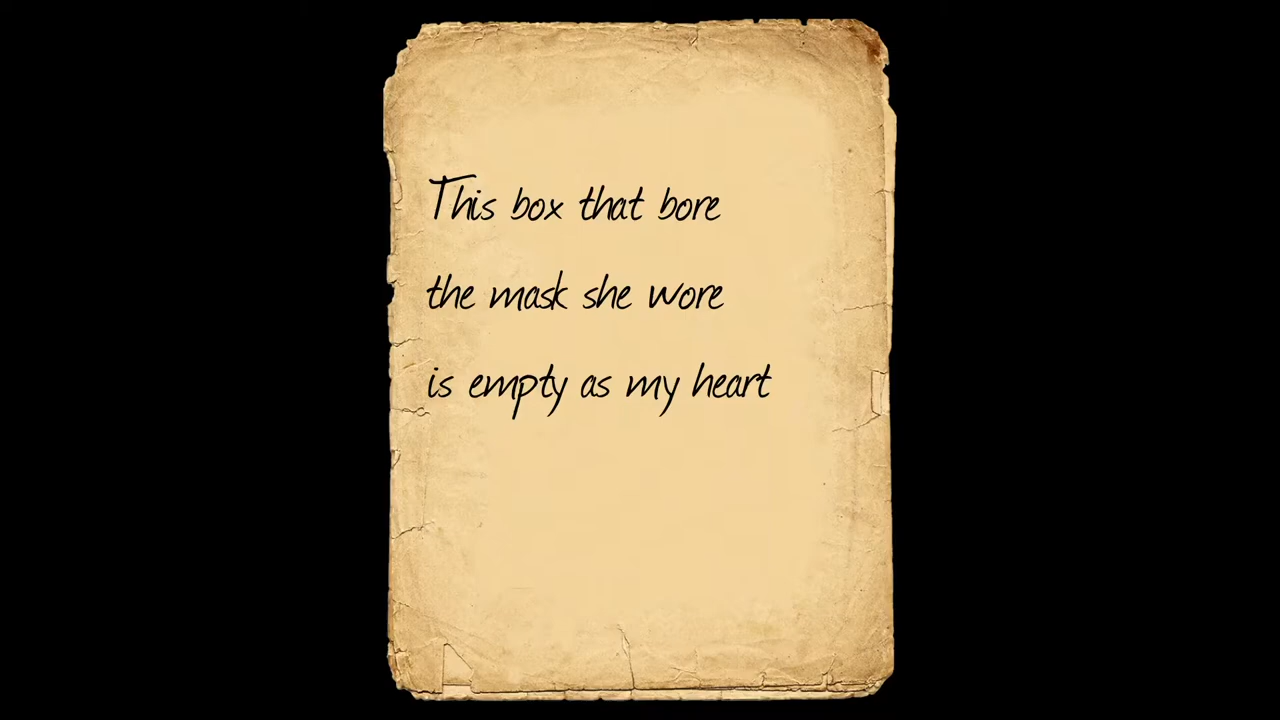 This box that bore
the mask she wore
is empty as my heart